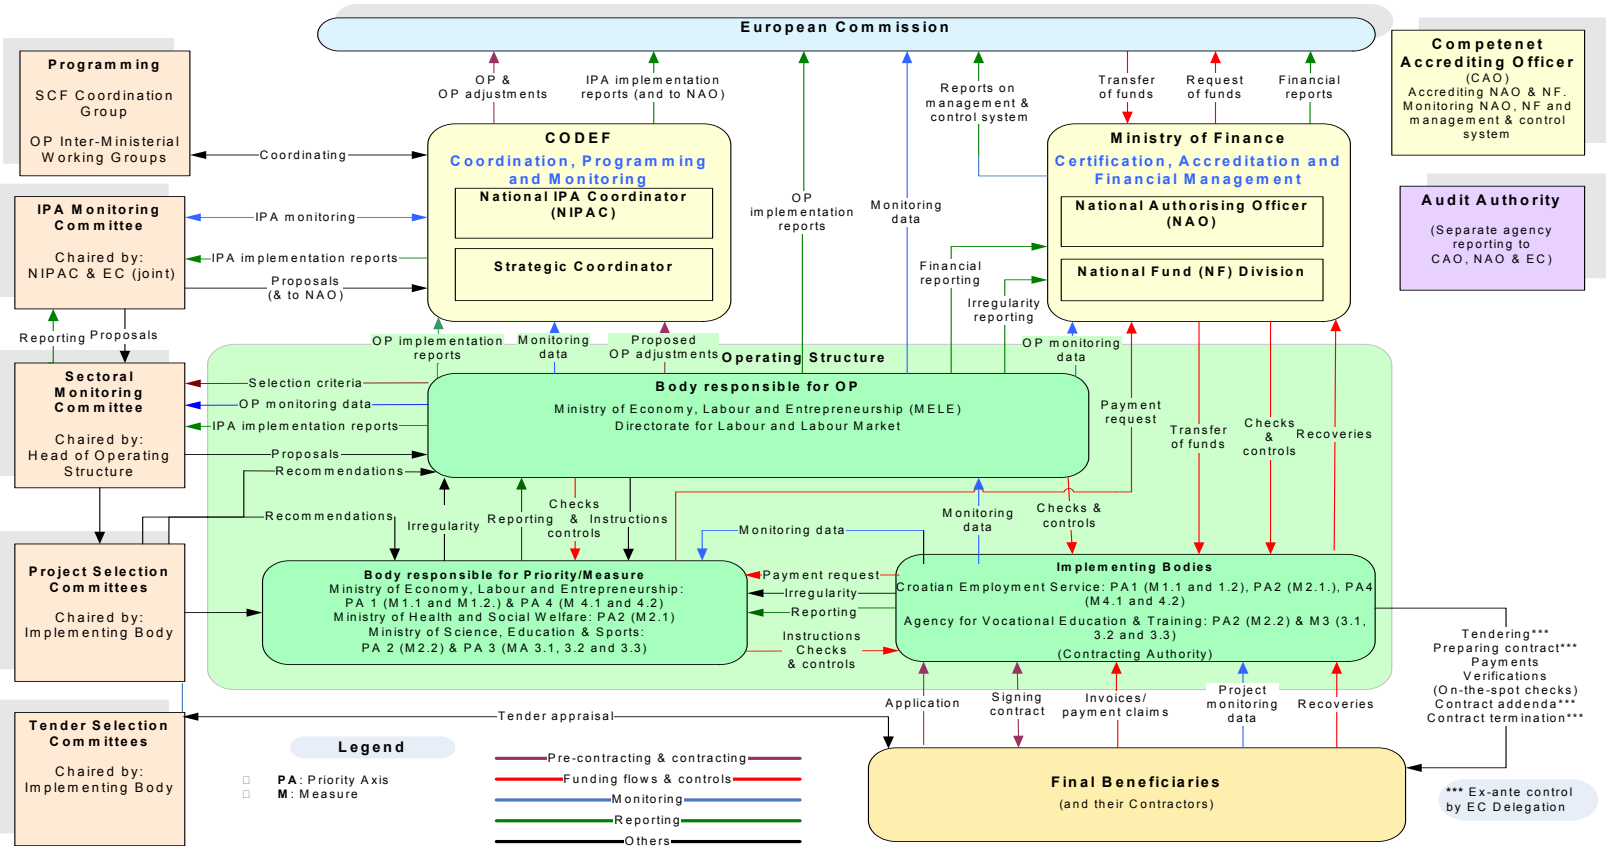 European Commission
Programming
SCF Coordination
Group
OP Inter-Ministerial
Working Groups
OP &
OP adjustments
IPA implementation
reports (and to NAO)
Reports on
management &
control system
Transfer
of funds
Request
of funds
Financial
reports
Competenet
Accrediting Officer
(CAO)
Accrediting NAO & NF.
Monitoring NAO, NF and
management & control
system
Coordinating
CODEF
Coordination, Programming
and Monitoring
National IPA Coordinator
(NIPAC)
Strategic Coordinator
Ministry of Finance
Certification, Accreditation and
Financial Management
National Authorising Officer
(NAO)
National Fund (NF) Division
Audit Authority
(Separate agency
reporting to
CAO, NAO & EC)
IPA Monitoring
Committee
Chaired by:
NIPAC & EC (joint)
IPA monitoring
IPA implementation reports
Proposals
(& to NAO)
OP
implementation
reports
Monitoring
data
Financial
reporting
Irregularity
reporting
Reporting
Proposals
OP implementation
reports
Monitoring
data
Proposed
OP adjustments
Operating Structure
OP monitoring
data
Sectoral
Monitoring
Committee
Chaired by:
Head of Operating
Structure
Selection criteria
OP monitoring data
IPA implementation reports
Proposals
Recommendations
Body responsible for OP
Ministry of Economy, Labour and Entrepreneurship (MELE)
Directorate for Labour and Labour Market
Payment
request
Transfer
of funds
Checks
&
controls
Recoveries
Recommendations
Irregularity
Reporting
Checks
&
controls
Instructions
Monitoring data
Monitoring
data
Checks &
controls
Project Selection
Committees
Chaired by:
Implementing Body
Body responsible for Priority/Measure
Ministry of Economy, Labour and Entrepreneurship:
PA 1 (M1.1 and M1.2.) & PA 4 (M 4.1 and 4.2)
Ministry of Health and Social Welfare: PA2 (M2.1)
Ministry of Science, Education & Sports:
PA 2 (M2.2) & PA 3 (MA 3.1, 3.2 and 3.3)
Payment request
Irregularity
Reporting
Instructions
Checks
& controls
Implementing Bodies
Croatian Employment Service: PA1 (M1.1 and 1.2), PA2 (M2.1.), PA4
(M4.1 and 4.2)
Agency for Vocational Education & Training: PA2 (M2.2) & M3 (3.1,
3.2 and 3.3)
(Contracting Authority)
Tendering***
Preparing contract***
Payments
Verifications
(On-the-spot checks)
Contract addenda***
Contract termination***
Application
Signing
contract
Invoices/
payment claims
Project
monitoring
data
Recoveries
Tender Selection
Committees
Chaired by:
Implementing Body
Tender appraisal
Legend
PA: Priority Axis
M: Measure
Pre-contracting & contracting
Funding flows & controls
Monitoring
Reporting
Others
Final Beneficiaries
(and their Contractors)
*** Ex-ante control
by EC Delegation